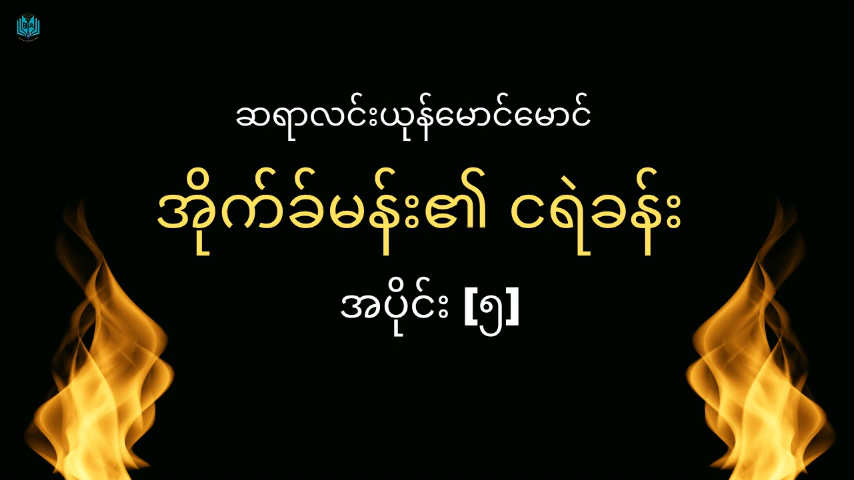 ဆရာလင်းယုန်မောင်မောင်
အိုက်ခ်မန်း၏ ငရဲခန်း
အပိုင်း [၅]